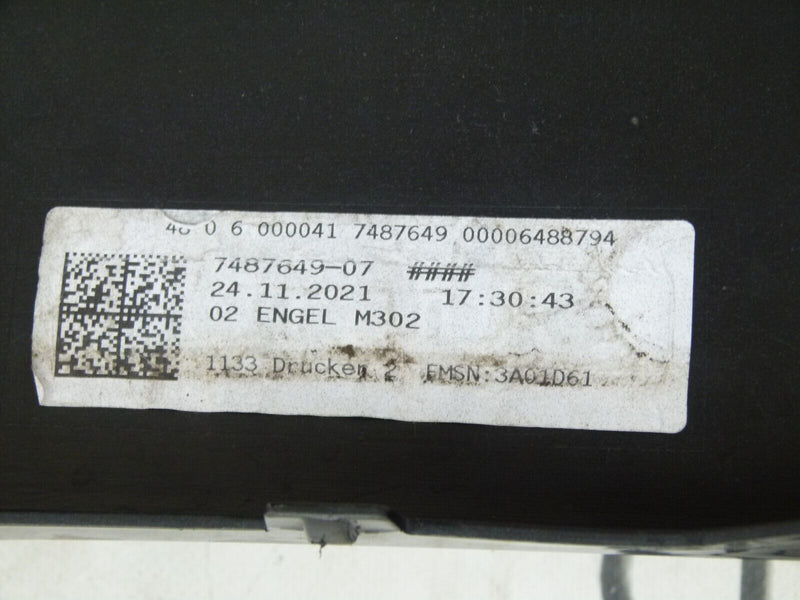 48 0 6 000041 7487649 00006488794
7487649-07 ####
24.11.2021 17:30:43
02 ENGEL M302
1133 Drucker 2 FMSN:3A01D61